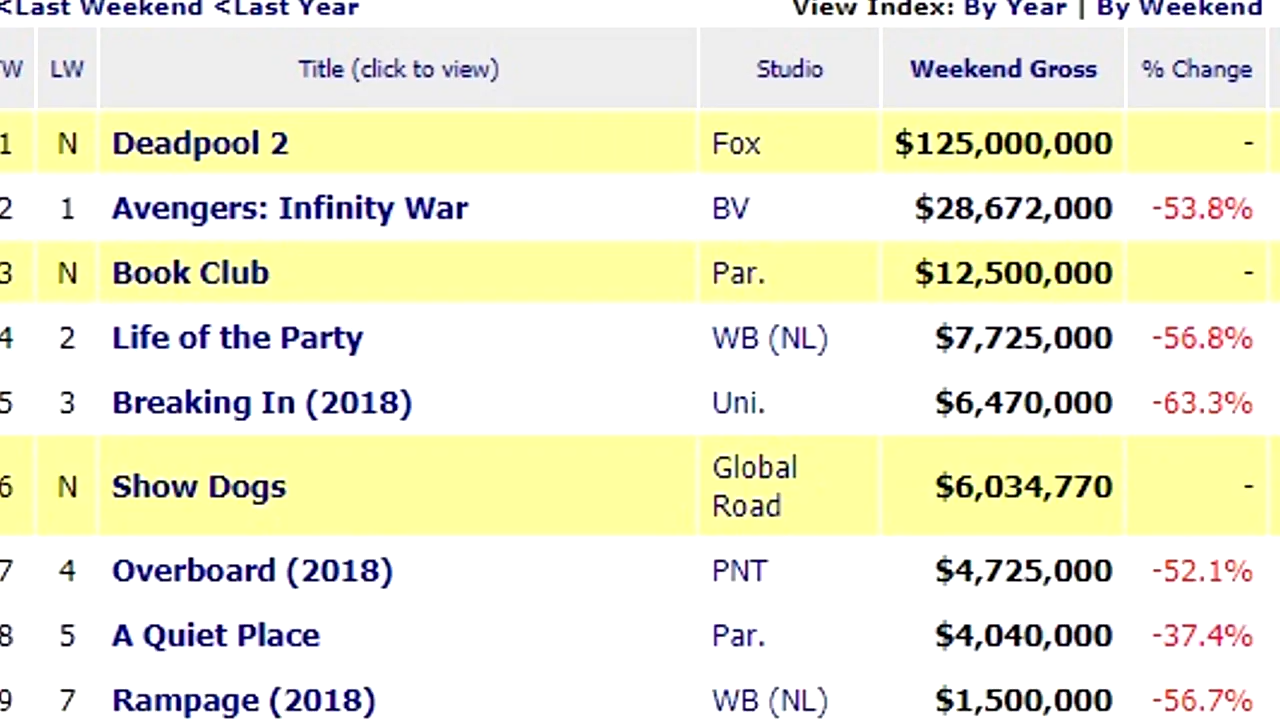 <Last Weekend <Last Year View Index: By Year | By Weekend
TW LW Title (click to view) Studio Weekend Gross % Change
1 N Deadpool 2 Fox $125,000,000 -
2 1 Avengers: Infinity War BV $28,672,000 -53.8%
3 N Book Club Par. $12,500,000 -
4 2 Life of the Party WB (NL) $7,725,000 -56.8%
5 3 Breaking In (2018) Uni. $6,470,000 -63.3%
6 N Show Dogs Global Road $6,034,770 -
7 4 Overboard (2018) PNT $4,725,000 -52.1%
8 5 A Quiet Place Par. $4,040,000 -37.4%
9 7 Rampage (2018) WB (NL) $1,500,000 -56.7%